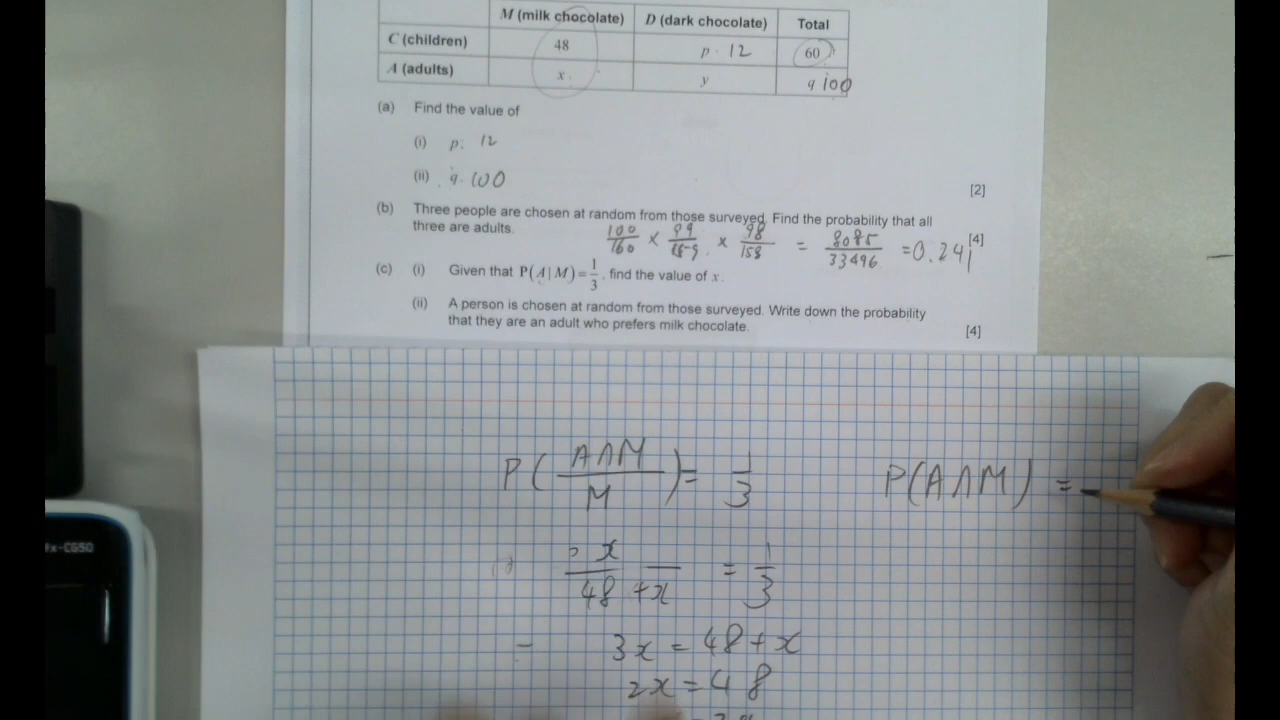 M (milk chocolate) D (dark chocolate) Total
C (children) 48 p · 12 60
A (adults) x y q 100
(a) Find the value of
(i) p: 12
(ii) q. 100
[2]
(b) Three people are chosen at random from those surveyed. Find the probability that all
three are adults. 100/160 × 99/159 × 98/158 = 8085/33496 = 0.241 [4]
(c) (i) Given that P(A|M) = 1/3, find the value of x.
(ii) A person is chosen at random from those surveyed. Write down the probability
that they are an adult who prefers milk chocolate. [4]
P(A∩M/M) = 1/3 P(A∩M) =
x/48+x = 1/3
3x = 48 + x
2x = 48
fx-CG50